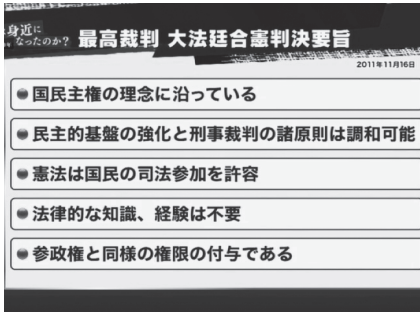 身近に
なったのか?
最高裁判 大法廷合憲判決要旨
2011年11月16日
国民主権の理念に沿っている
民主的基盤の強化と刑事裁判の諸原則は調和可能
憲法は国民の司法参加を許容
法律的な知識、経験は不要
参政権と同様の権限の付与である